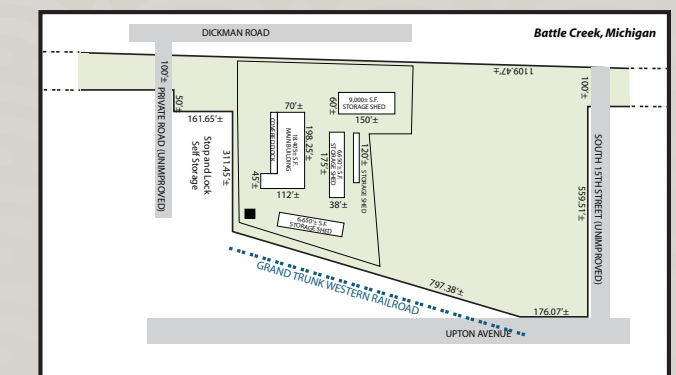 DICKMAN ROAD
Battle Creek, Michigan
1109.47'±
100'±
PRIVATE ROAD (UNIMPROVED)
50'±
161.65'±
Stop and Lock
Self Storage
311.45'±
70'±
COVERED DOCK
18,405± S.F.
MAIN BUILDING
198.25'±
45'±
112'±
60'±
9,000± S.F.
STORAGE SHED
150'±
175'±
6,650'± S.F.
STORAGE SHED
38'±
120'±
STORAGE SHED
6,650'± S.F.
STORAGE SHED
100'±
SOUTH 15TH STREET (UNIMPROVED)
559.51'±
GRAND TRUNK WESTERN RAILROAD
797.38'±
176.07'±
UPTON AVENUE